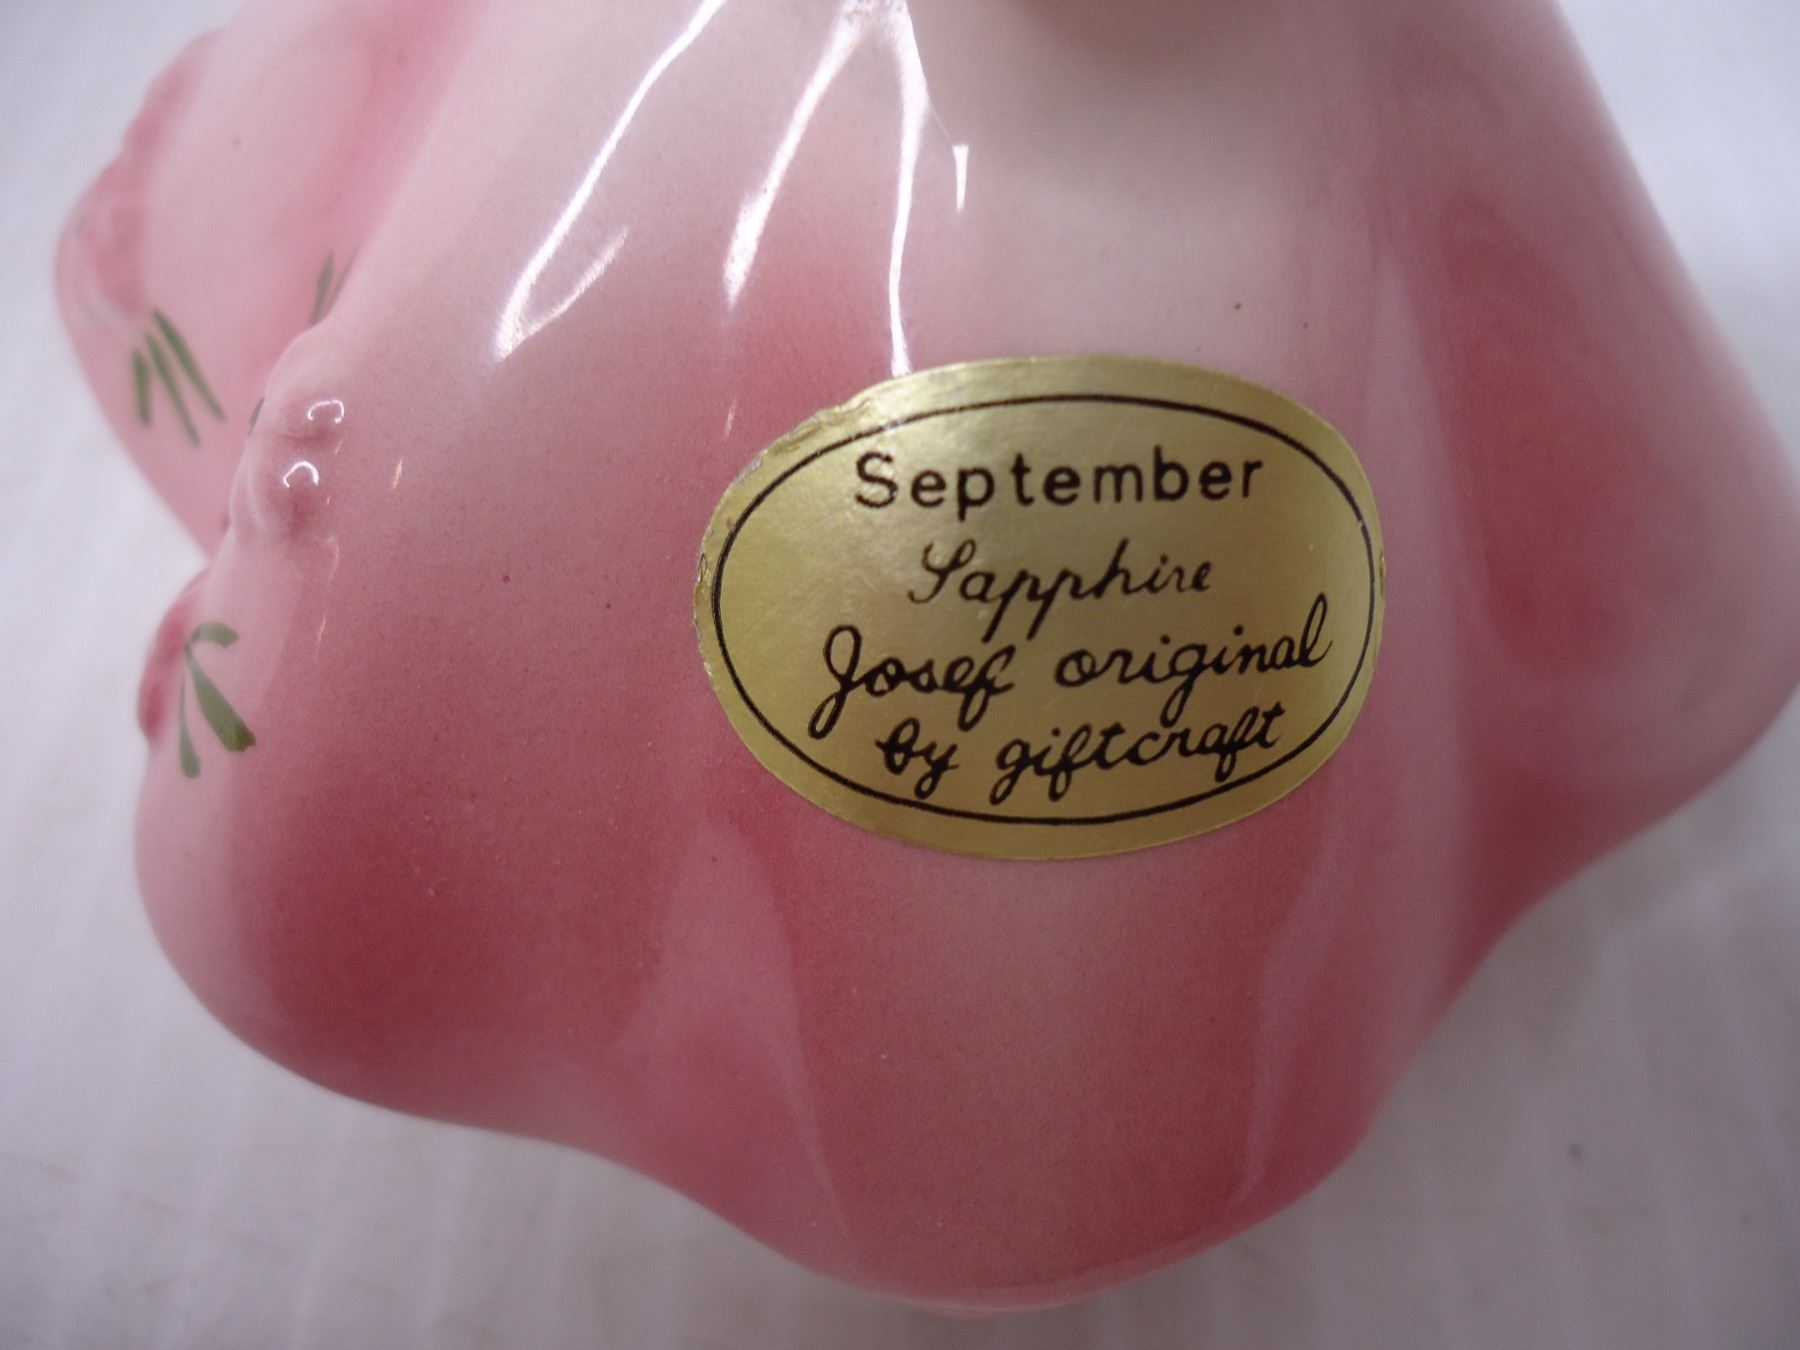 September
Sapphire
Josef original
by giftcraft